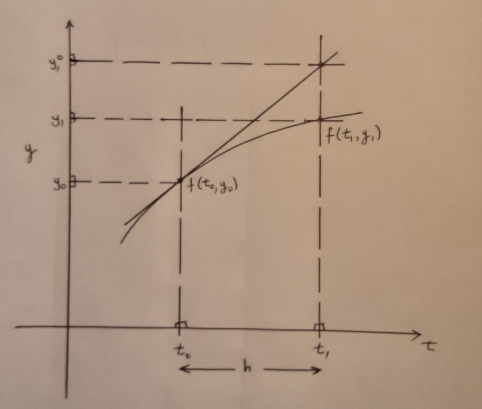 y₁⁰
y₁
f(t₁,y₁)
y
y₀
f(t₀,y₀)
t₀
t₁
t
h